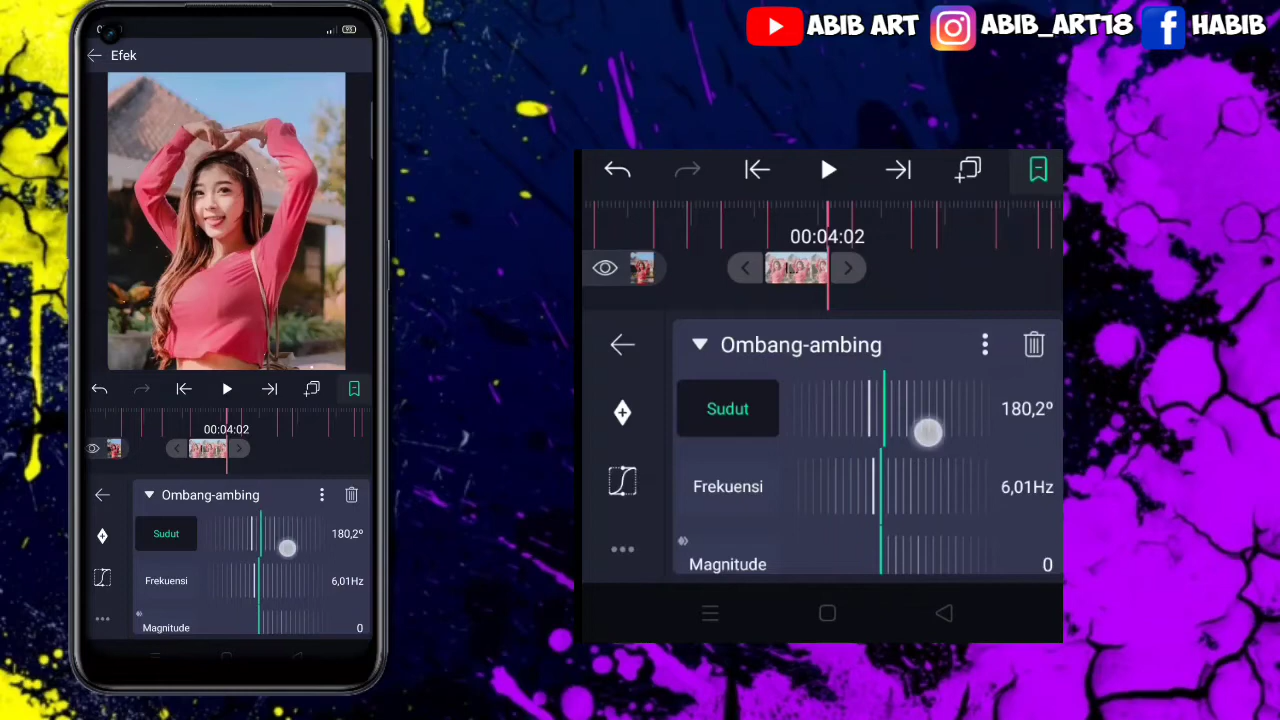 ABIB ART
ABIB_ART18
HABIB
Efek
00:04:02
Ombang-ambing
Sudut
180,2º
Frekuensi
6,01Hz
Magnitude
0
00:04:02
Ombang-ambing
Sudut
180,2º
Frekuensi
6,01Hz
Magnitude
0